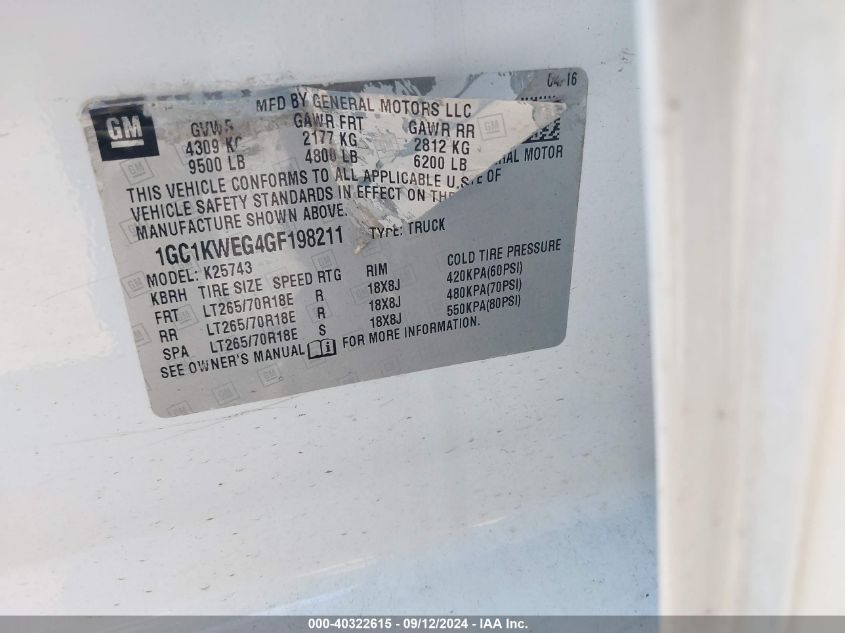 04/16
MFD BY GENERAL MOTORS LLC
GM
GVWR GAWR FRT GAWR RR
4309 KG 2177 KG 2812 KG
9500 LB 4800 LB 6200 LB
MOTOR
THIS VEHICLE CONFORMS TO ALL APPLICABLE U.S.
VEHICLE SAFETY STANDARDS IN EFFECT ON THE
MANUFACTURE SHOWN ABOVE.
1GC1KWEG4GF198211 TYPE: TRUCK
MODEL: K25743
KBRH TIRE SIZE SPEED RTG RIM COLD TIRE PRESSURE
FRT LT265/70R18E R 18X8J 420KPA(60PSI)
RR LT265/70R18E R 18X8J 480KPA(70PSI)
SPA LT265/70R18E S 18X8J 550KPA(80PSI)
SEE OWNER'S MANUAL FOR MORE INFORMATION.
000-40322615 - 09/12/2024 - IAA Inc.